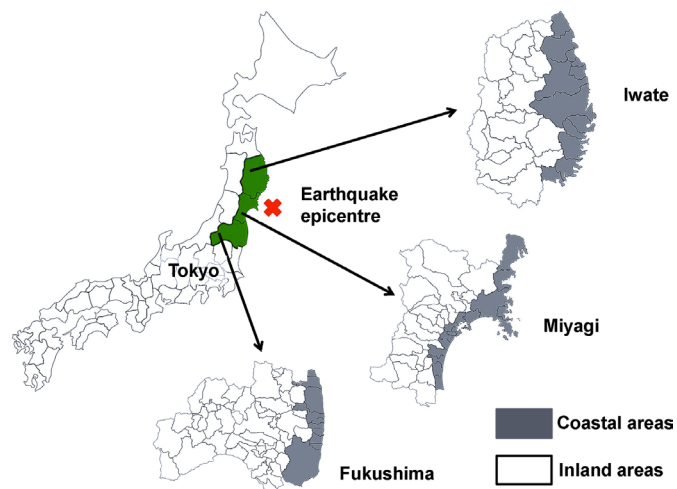 Iwate
Earthquake
epicentre
Tokyo
Miyagi
Coastal areas
Fukushima
Inland areas